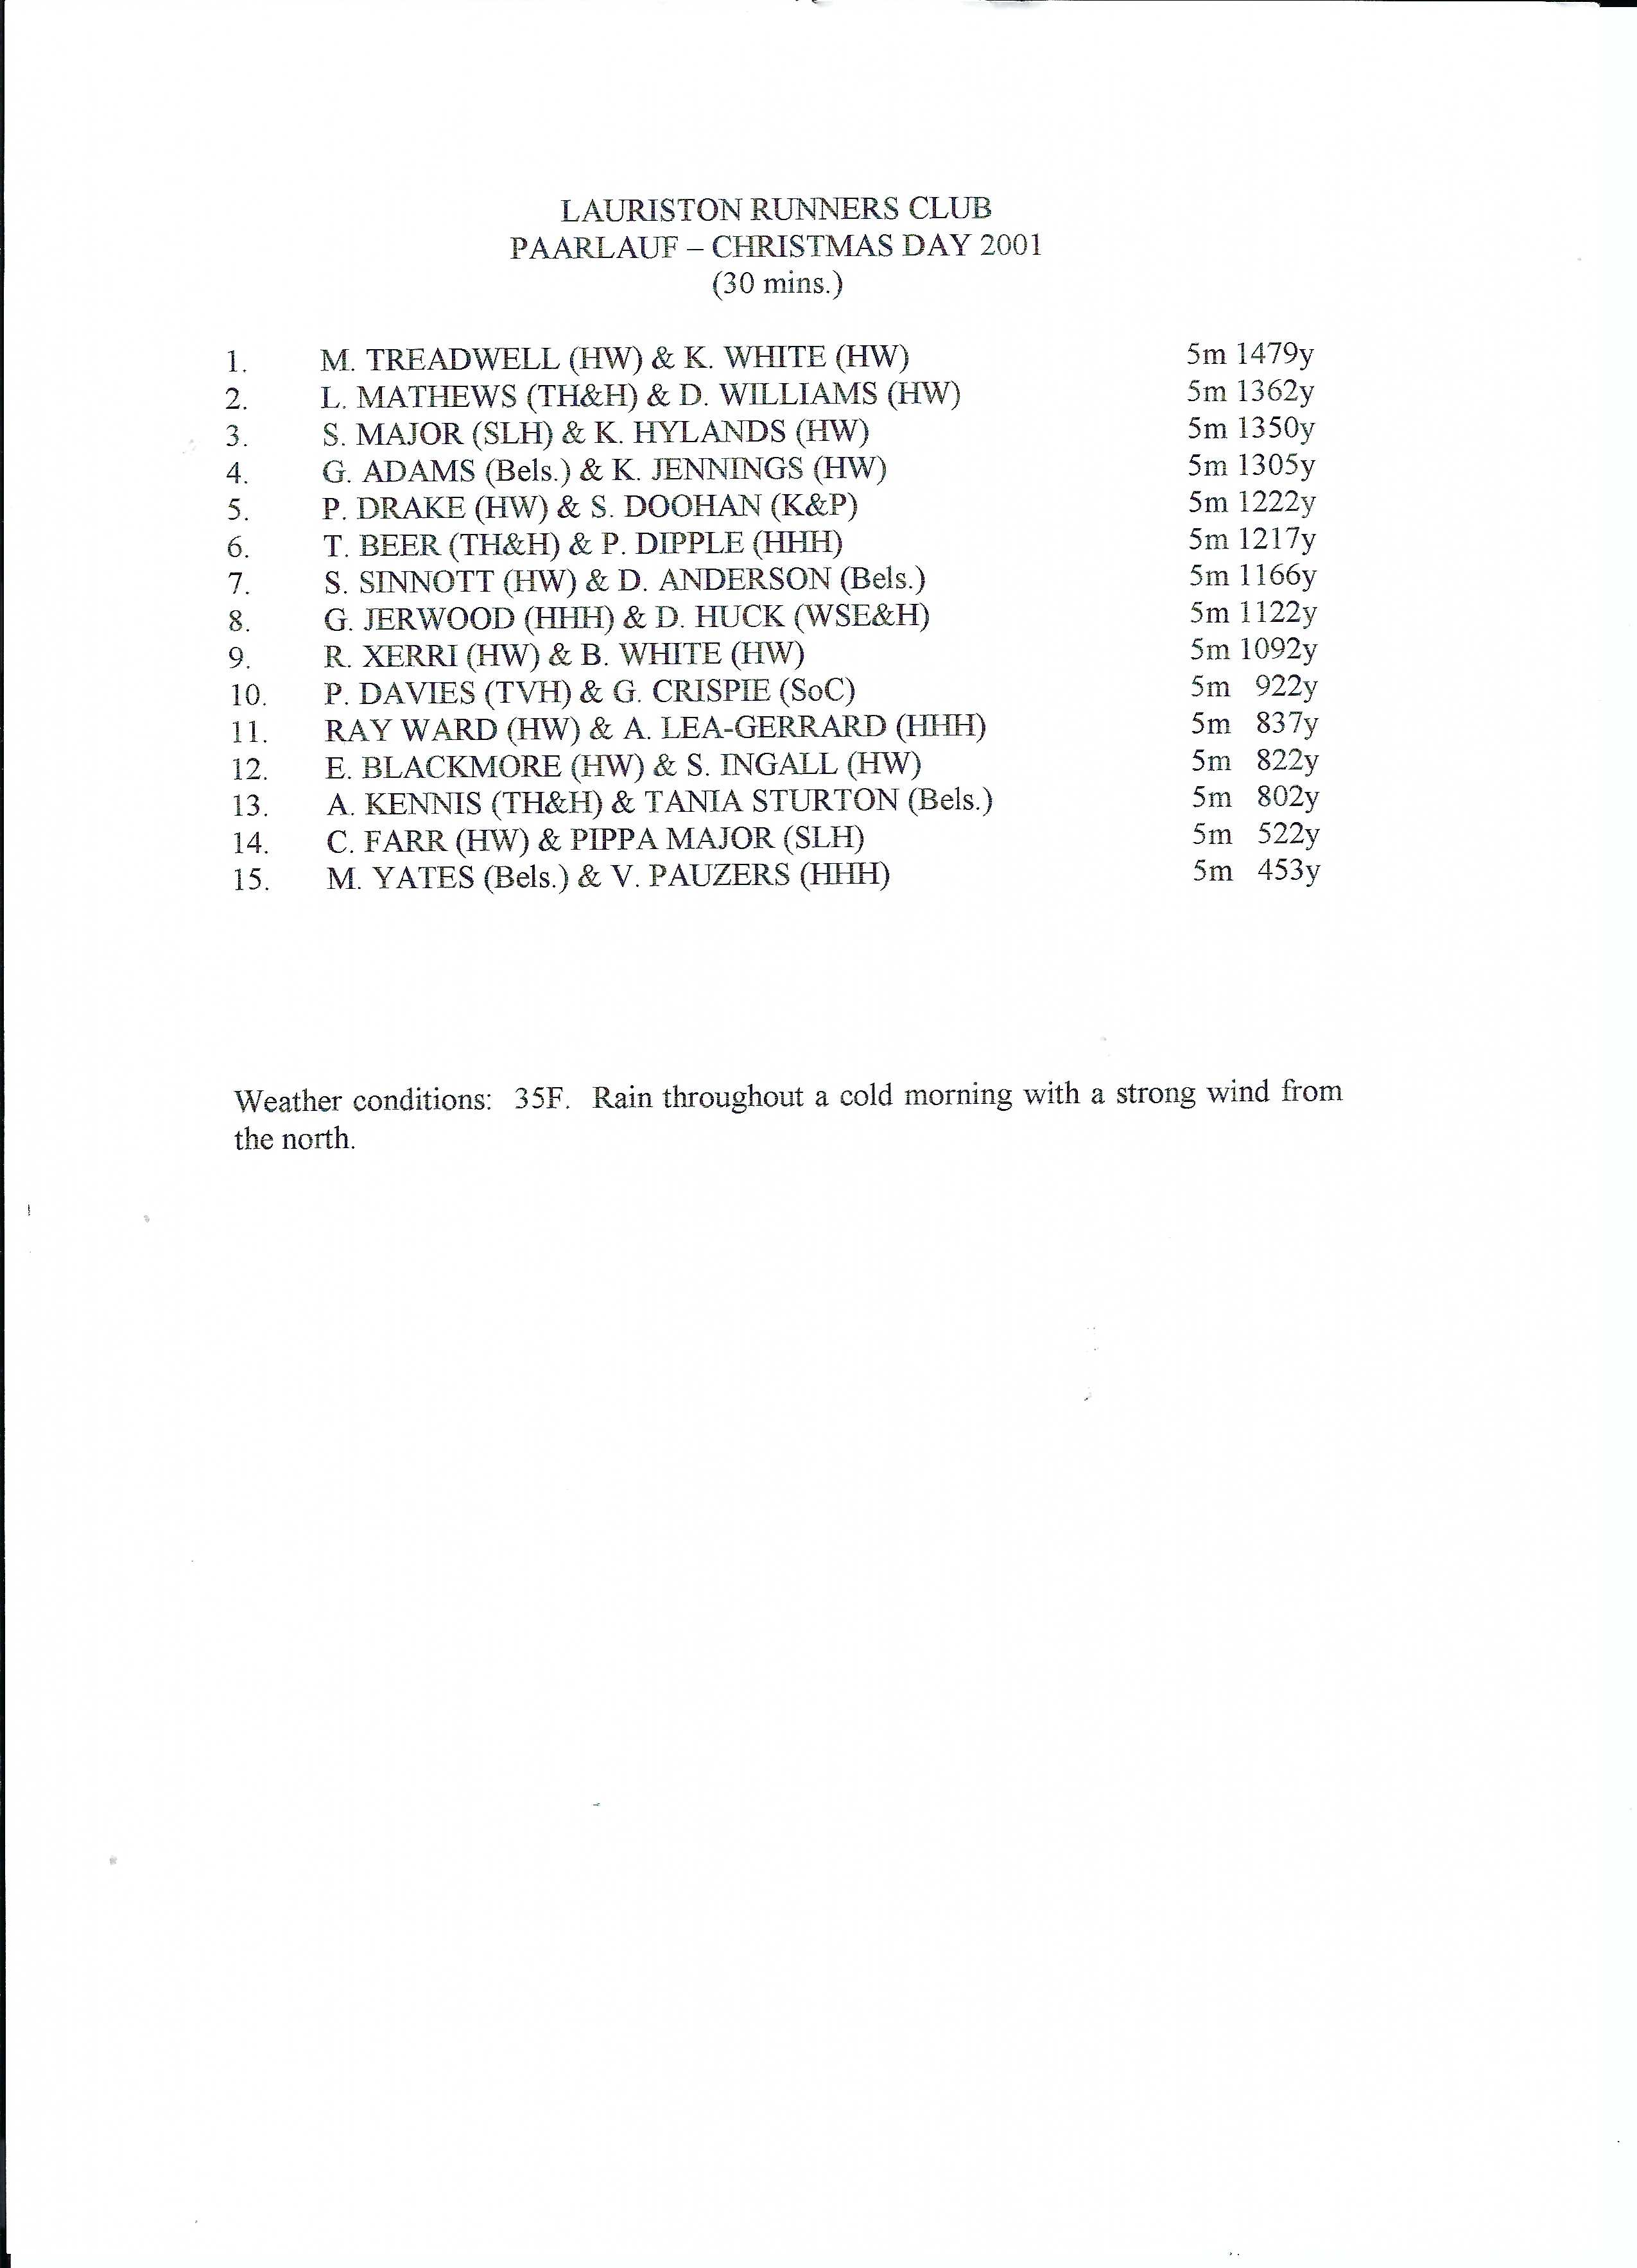 LAURISTON RUNNERS CLUB
PAARLAUF – CHRISTMAS DAY 2001
(30 mins.)
1. M. TREADWELL (HW) & K. WHITE (HW) 5m 1479y
2. L. MATHEWS (TH&H) & D. WILLIAMS (HW) 5m 1362y
3. S. MAJOR (SLH) & K. HYLANDS (HW) 5m 1350y
4. G. ADAMS (Bels.) & K. JENNINGS (HW) 5m 1305y
5. P. DRAKE (HW) & S. DOOHAN (K&P) 5m 1222y
6. T. BEER (TH&H) & P. DIPPLE (HHH) 5m 1217y
7. S. SINNOTT (HW) & D. ANDERSON (Bels.) 5m 1166y
8. G. JERWOOD (HHH) & D. HUCK (WSE&H) 5m 1122y
9. R. XERRI (HW) & B. WHITE (HW) 5m 1092y
10. P. DAVIES (TVH) & G. CRISPIE (SoC) 5m 922y
11. RAY WARD (HW) & A. LEA-GERRARD (HHH) 5m 837y
12. E. BLACKMORE (HW) & S. INGALL (HW) 5m 822y
13. A. KENNIS (TH&H) & TANIA STURTON (Bels.) 5m 802y
14. C. FARR (HW) & PIPPA MAJOR (SLH) 5m 522y
15. M. YATES (Bels.) & V. PAUZERS (HHH) 5m 453y
Weather conditions: 35F. Rain throughout a cold morning with a strong wind from
the north.